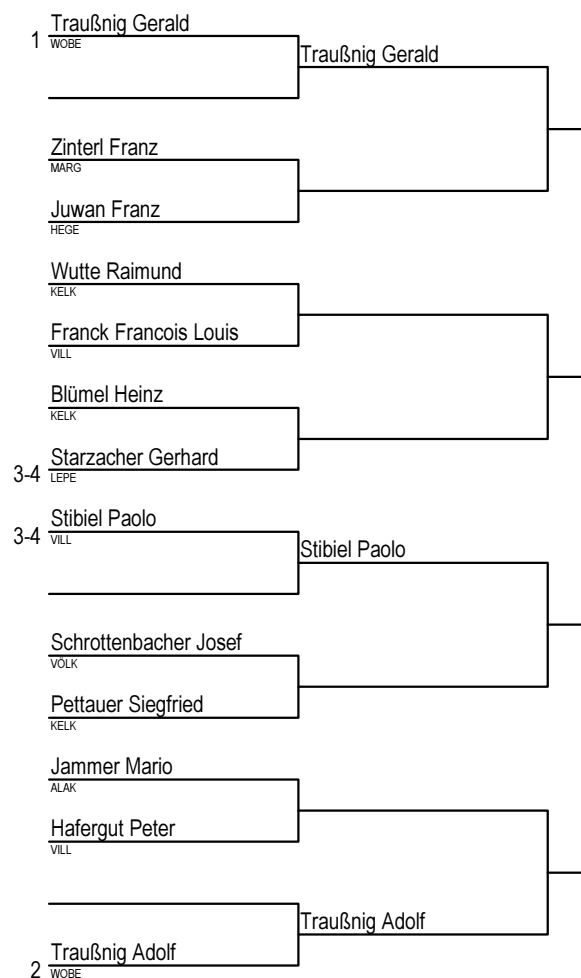 Traußnig Gerald
1 WOBE
Traußnig Gerald
Zinterl Franz
MARG
Juwan Franz
HEGE
Wutte Raimund
KELK
Franck Francois Louis
VILL
Blümel Heinz
KELK
Starzacher Gerhard
3-4 LEPE
Stibiel Paolo
3-4 VILL
Stibiel Paolo
Schrottenbacher Josef
VÖLK
Pettauer Siegfried
KELK
Jammer Mario
ALAK
Hafergut Peter
VILL
Traußnig Adolf
Traußnig Adolf
2 WOBE